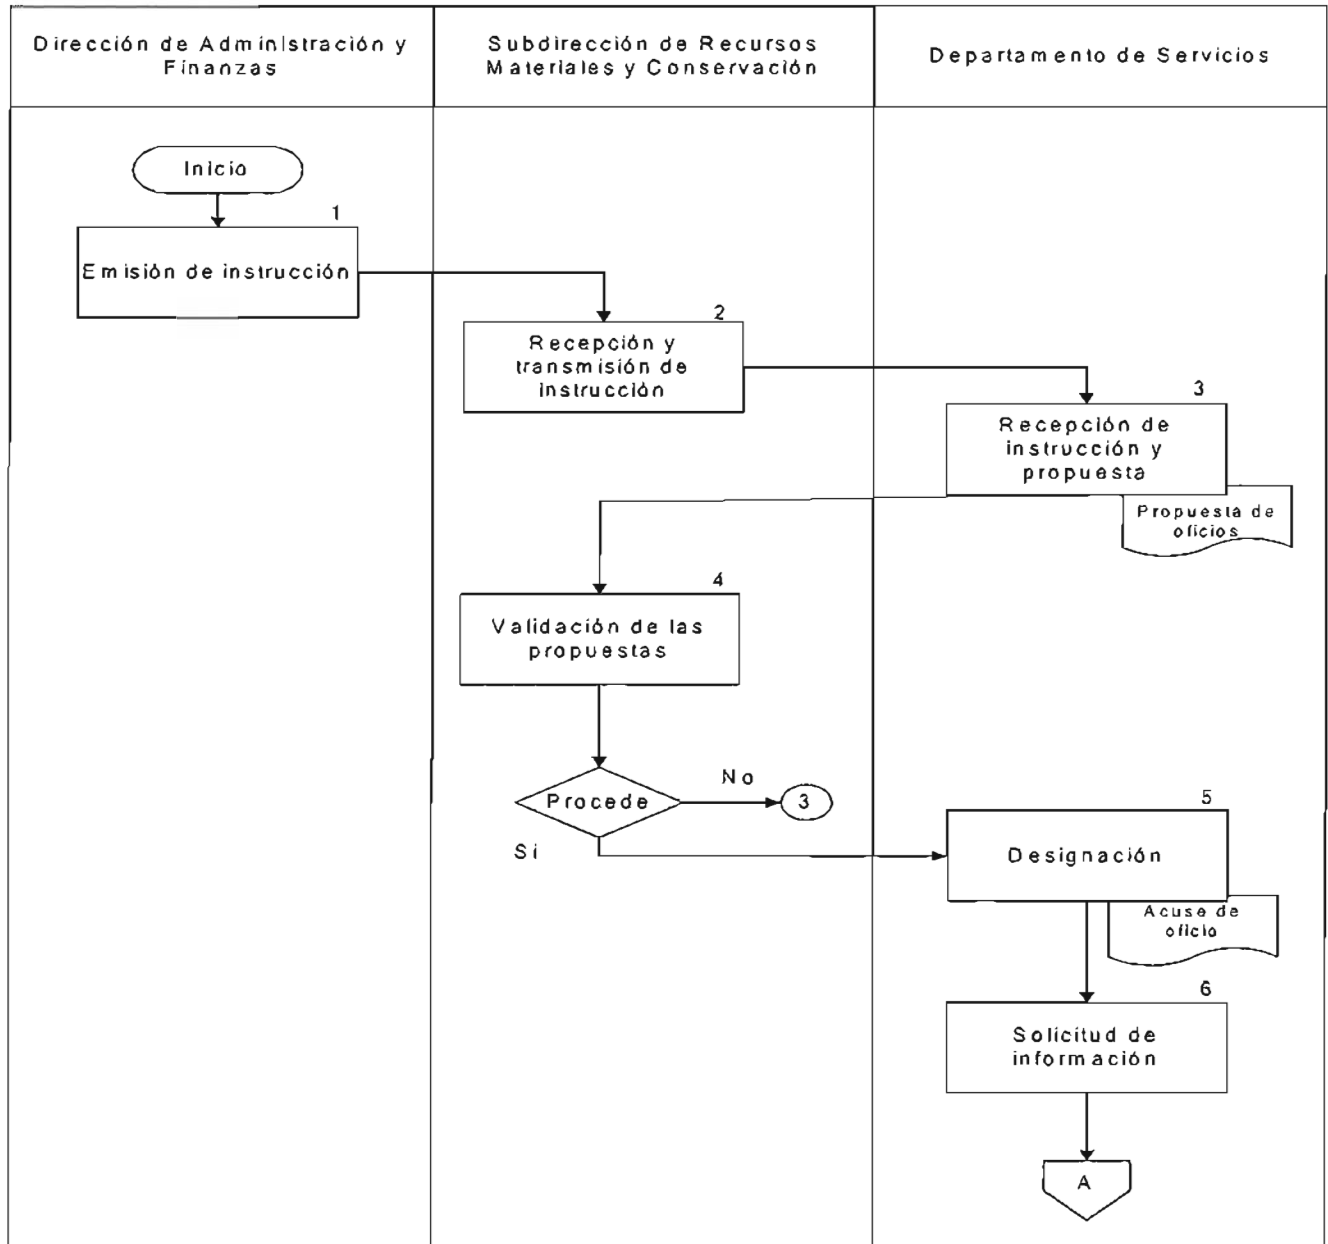 Dirección de Administración y
Finanzas
Subdirección de Recursos
Materiales y Conservación
Departamento de Servicios
Inicio
1
Emisión de instrucción
2
Recepción y
transmisión de
instrucción
3
Recepción de
instrucción y
propuesta
Propuesta de
oficios
4
Validación de las
propuestas
Procede
No
3
Si
5
Designación
Acuse de
oficio
6
Solicitud de
información
A